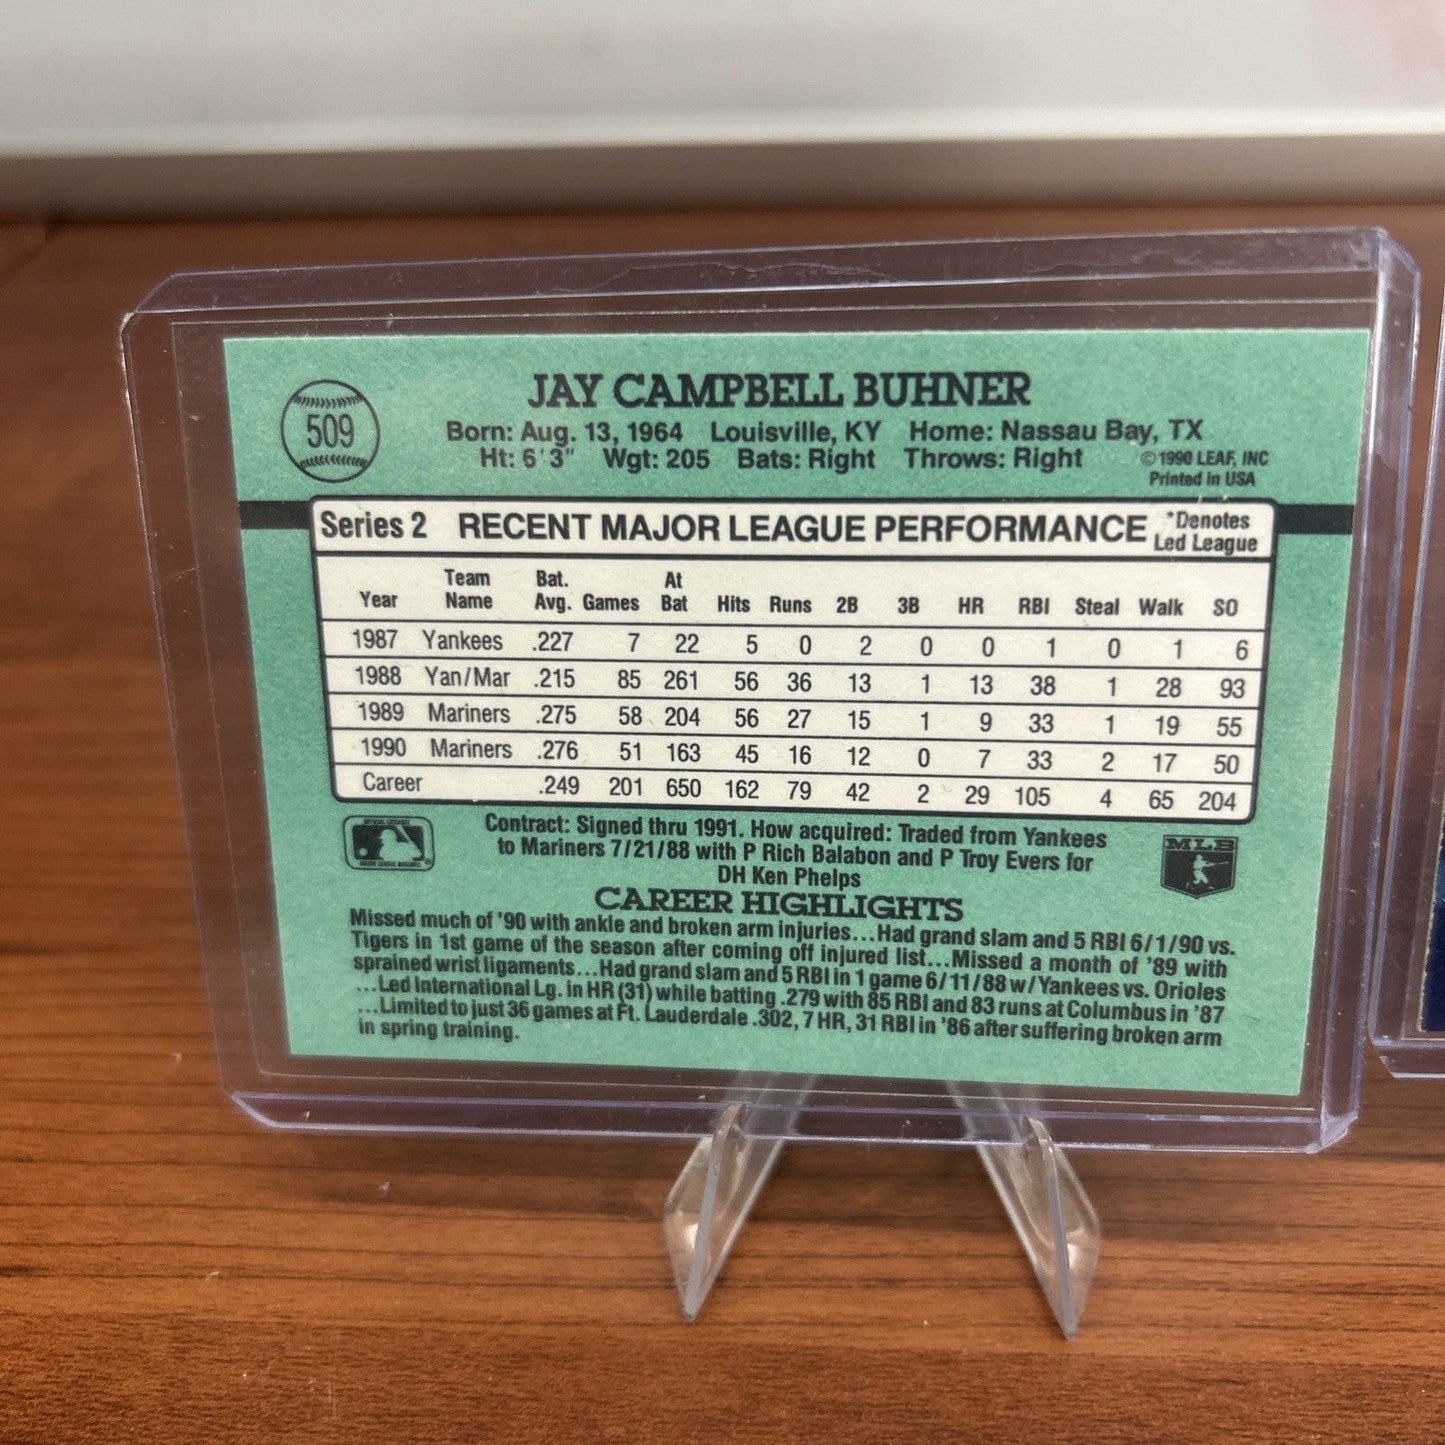 509
JAY CAMPBELL BUHNER
Born: Aug. 13, 1964 Louisville, KY Home: Nassau Bay, TX
Ht: 6'3" Wgt: 205 Bats: Right Throws: Right
©1990 LEAF, INC
Printed in USA
Series 2 RECENT MAJOR LEAGUE PERFORMANCE
*Denotes
Led League
Year Team Name Bat. Avg. Games At Bat Hits Runs 2B 3B HR RBI Steal Walk SO
1987 Yankees .227 7 22 5 0 2 0 0 1 0 1 6
1988 Yan/Mar .215 85 261 56 36 13 1 13 38 1 28 93
1989 Mariners .275 58 204 56 27 15 1 9 33 1 19 55
1990 Mariners .276 51 163 45 16 12 0 7 33 2 17 50
Career .249 201 650 162 79 42 2 29 105 4 65 204
Contract: Signed thru 1991. How acquired: Traded from Yankees
to Mariners 7/21/88 with P Rich Balabon and P Troy Evers for
DH Ken Phelps
MLB
CAREER HIGHLIGHTS
Missed much of '90 with ankle and broken arm injuries...Had grand slam and 5 RBI 6/1/90 vs.
Tigers in 1st game of the season after coming off injured list...Missed a month of '89 with
sprained wrist ligaments...Had grand slam and 5 RBI in 1 game 6/11/88 w/Yankees vs. Orioles
...Led International Lg. in HR (31) while batting .279 with 85 RBI and 83 runs at Columbus in '87
...Limited to just 36 games at Ft. Lauderdale .302, 7 HR, 31 RBI in '86 after suffering broken arm
in spring training.